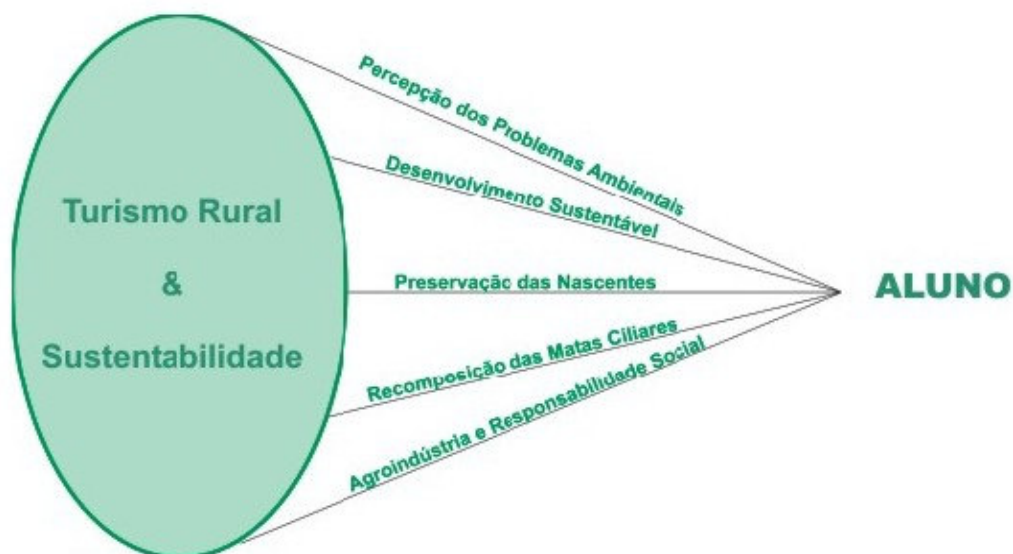 Turismo Rural
&
Sustentabilidade
Percepção dos Problemas Ambientais
Desenvolvimento Sustentável
Preservação das Nascentes
Recomposição das Matas Ciliares
Agroindústria e Responsabilidade Social
ALUNO